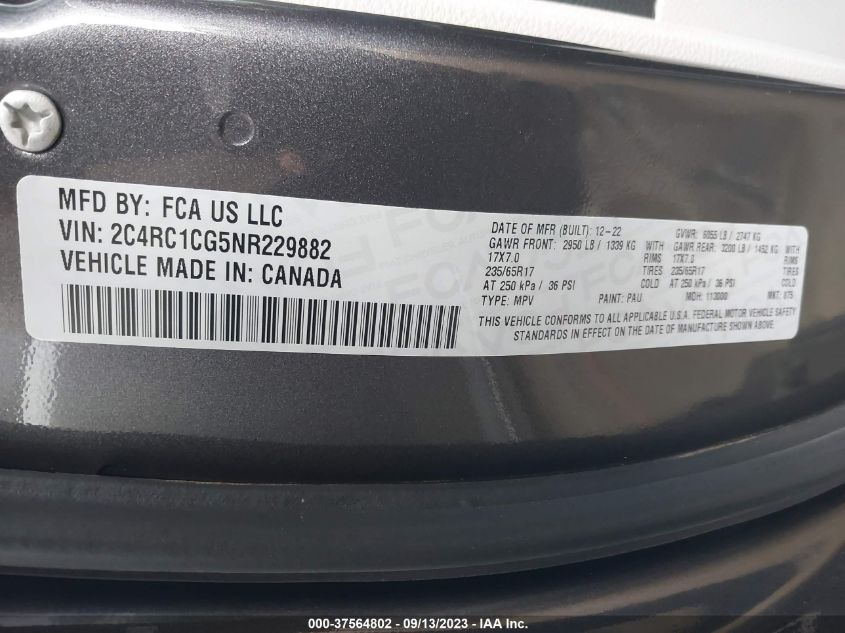 MFD BY: FCA US LLC
VIN: 2C4RC1CG5NR229882
VEHICLE MADE IN: CANADA
DATE OF MFR (BUILT): 12-22 GVWR: 6055 LB / 2747 KG
GAWR FRONT: 2950 LB / 1339 KG GAWR REAR: 3200 LB / 1452 KG
17X7.0 RIMS 17X7.0
235/65R17 TIRES 235/65R17
AT 250 kPa / 36 PSI COLD AT 250 kPa / 36 PSI COLD
TYPE: MPV PAINT: PAU MDH: 113000 MKT: 875
THIS VEHICLE CONFORMS TO ALL APPLICABLE U.S.A. FEDERAL MOTOR VEHICLE SAFETY
STANDARDS IN EFFECT ON THE DATE OF MANUFACTURE SHOWN ABOVE.
000-37564802 - 09/13/2023 - IAA Inc.